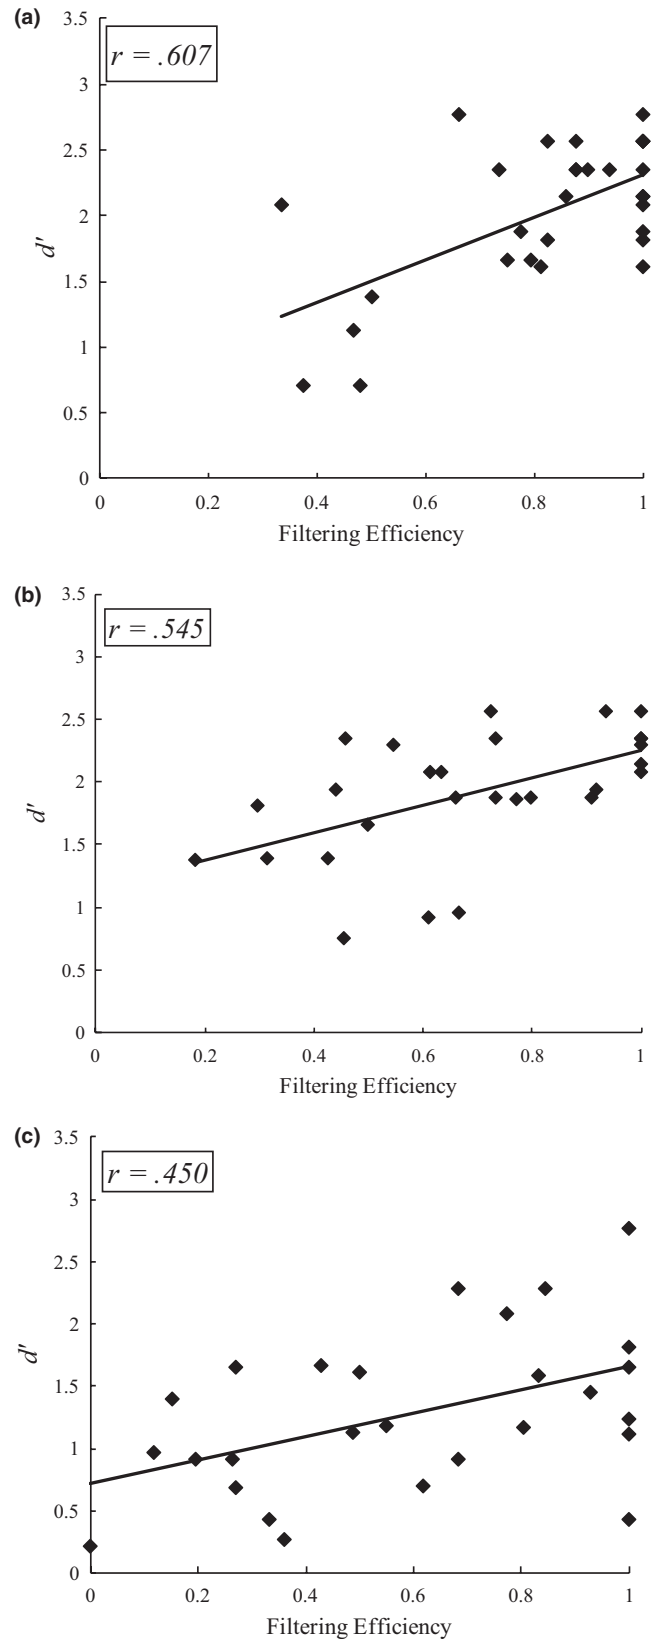 (a)
3.5
r = .607
3
2.5
2
d'
1.5
1
0.5
0
0 0.2 0.4 0.6 0.8 1
Filtering Efficiency
(b)
3.5
r = .545
3
2.5
2
d'
1.5
1
0.5
0
0 0.2 0.4 0.6 0.8 1
Filtering Efficiency
(c)
3.5
r = .450
3
2.5
2
d'
1.5
1
0.5
0
0 0.2 0.4 0.6 0.8 1
Filtering Efficiency